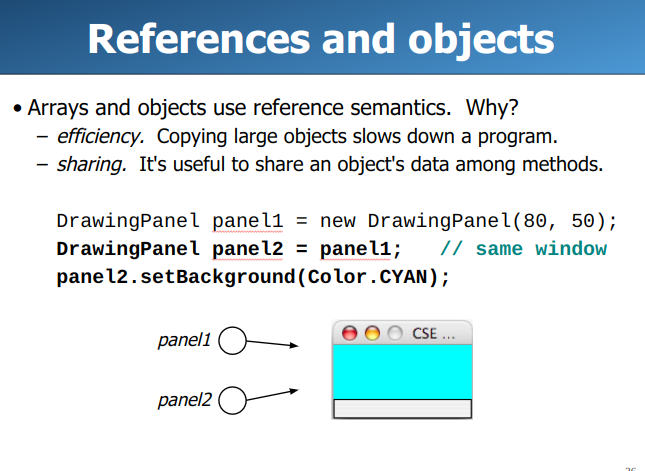 References and objects
• Arrays and objects use reference semantics.  Why?
– efficiency.  Copying large objects slows down a program.
– sharing.  It's useful to share an object's data among methods.
DrawingPanel panel1 = new DrawingPanel(80, 50);
DrawingPanel panel2 = panel1;   // same window
panel2.setBackground(Color.CYAN);
panel1
CSE ...
panel2